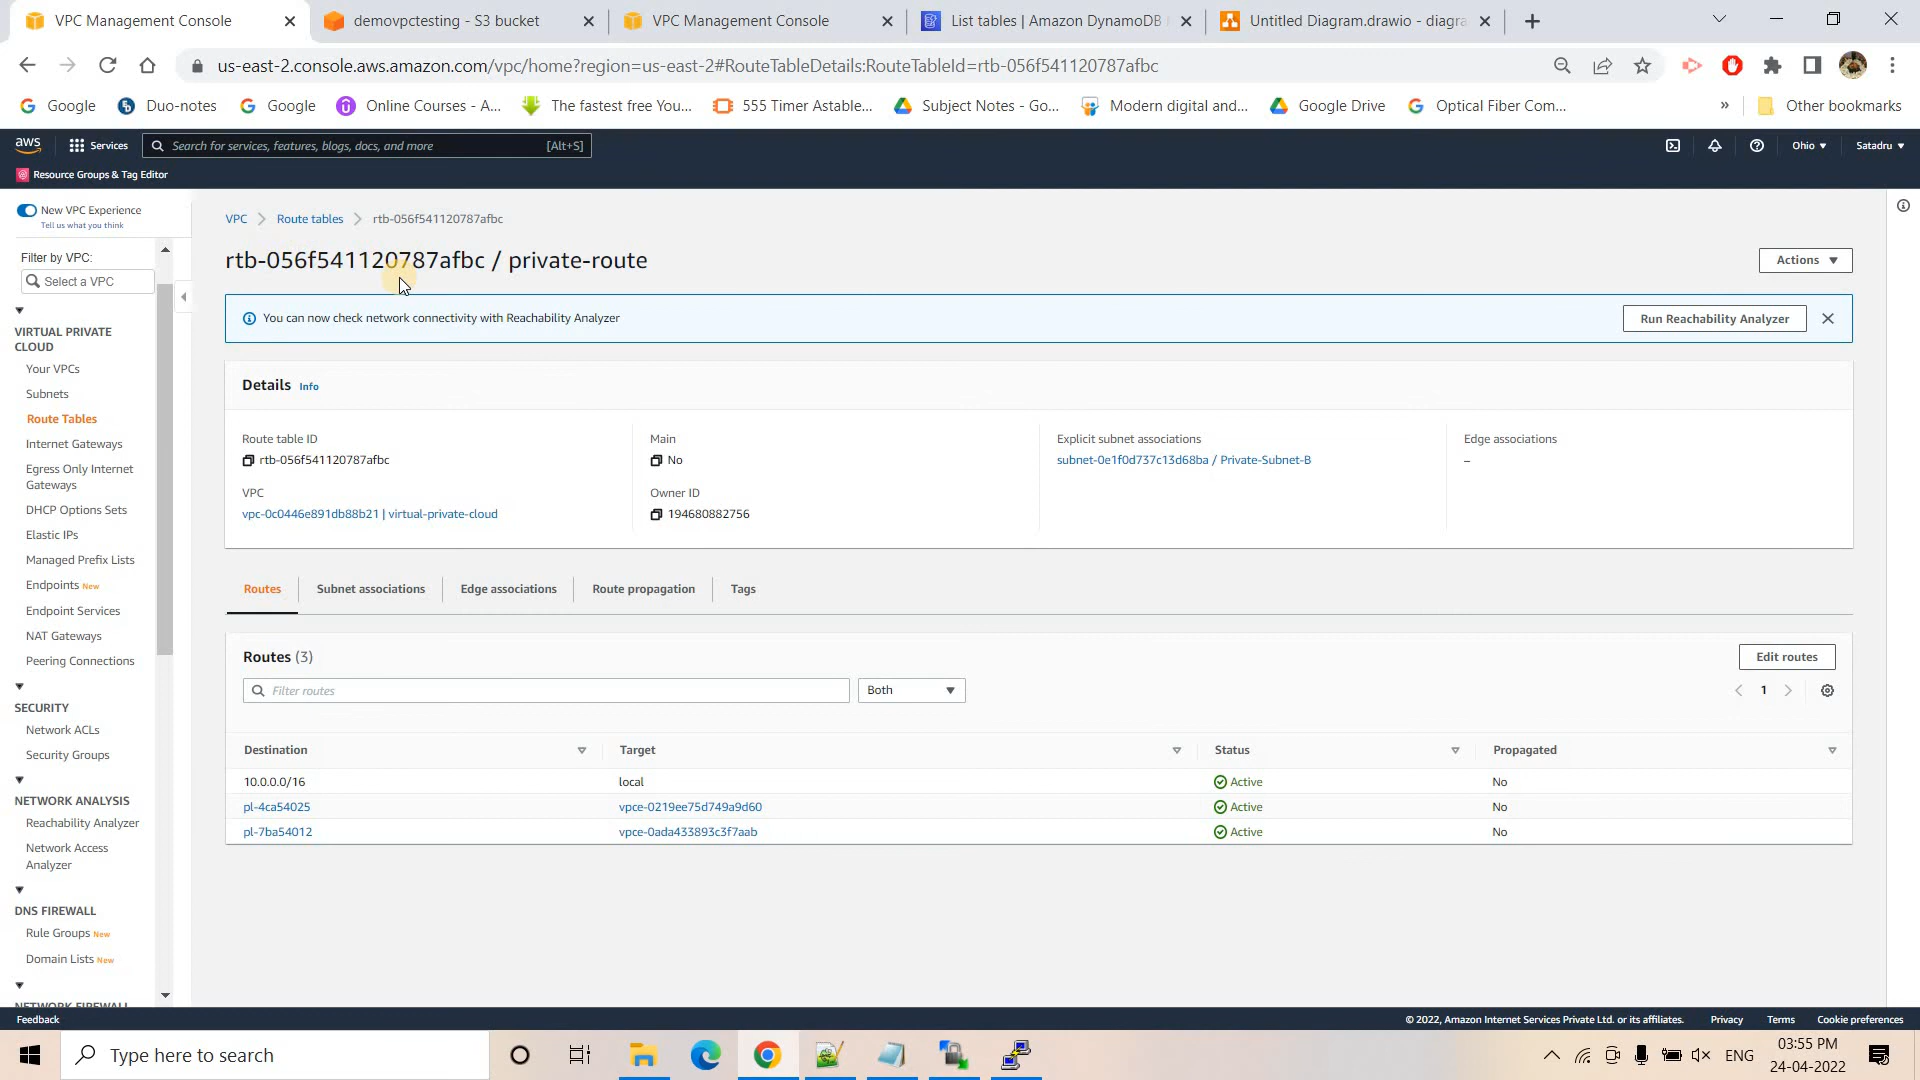 VPC Management Console
demovpctesting - S3 bucket
VPC Management Console
List tables | Amazon DynamoDB
Untitled Diagram.drawio - diagra
us-east-2.console.aws.amazon.com/vpc/home?region=us-east-2#RouteTableDetails:RouteTableId=rtb-056f541120787afbc
Google
Duo-notes
Google
Online Courses - A...
The fastest free You...
555 Timer Astable...
Subject Notes - Go...
Modern digital and...
Google Drive
Optical Fiber Com...
»
Other bookmarks
aws
Services
Search for services, features, blogs, docs, and more
[Alt+S]
Ohio
Satadru
Resource Groups & Tag Editor
New VPC Experience
Tell us what you think
Filter by VPC:
Select a VPC
VIRTUAL PRIVATE
CLOUD
Your VPCs
Subnets
Route Tables
Internet Gateways
Egress Only Internet
Gateways
DHCP Options Sets
Elastic IPs
Managed Prefix Lists
Endpoints New
Endpoint Services
NAT Gateways
Peering Connections
SECURITY
Network ACLs
Security Groups
NETWORK ANALYSIS
Reachability Analyzer
Network Access
Analyzer
DNS FIREWALL
Rule Groups New
Domain Lists New
NETWORK FIREWALL
VPC > Route tables > rtb-056f541120787afbc
rtb-056f541120787afbc / private-route
Actions
You can now check network connectivity with Reachability Analyzer
Run Reachability Analyzer
Details Info
Route table ID
rtb-056f541120787afbc
VPC
vpc-0c0446e891db88b21 | virtual-private-cloud
Main
No
Owner ID
194680882756
Explicit subnet associations
subnet-0e1f0d737c13d68ba / Private-Subnet-B
Edge associations
–
Routes
Subnet associations
Edge associations
Route propagation
Tags
Routes (3)
Edit routes
Filter routes
Both
1
Destination Target Status Propagated
10.0.0.0/16 local Active No
pl-4ca54025 vpce-0219ee75d749a9d60 Active No
pl-7ba54012 vpce-0ada433893c3f7aab Active No
Feedback
© 2022, Amazon Internet Services Private Ltd. or its affiliates.
Privacy
Terms
Cookie preferences
Type here to search
ENG
03:55 PM
24-04-2022